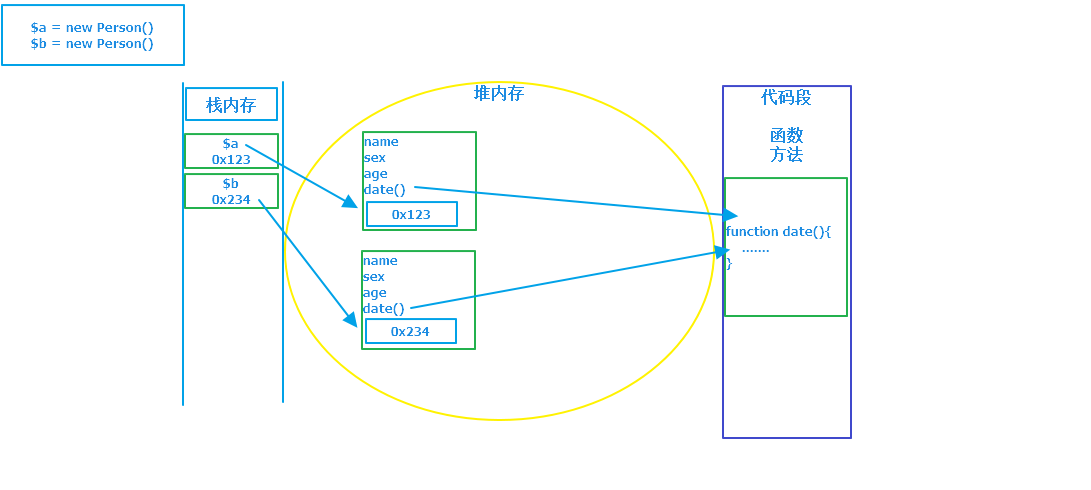 $a = new Person()
$b = new Person()
栈内存
$a
0x123
$b
0x234
堆内存
name
sex
age
date()
0x123
name
sex
age
date()
0x234
代码段
函数
方法
function date(){
.......
}